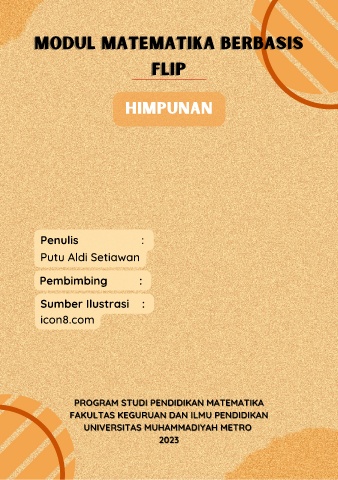 MODUL MATEMATIKA BERBASIS
FLIP
HIMPUNAN
Penulis :
Putu Aldi Setiawan
Pembimbing :
Sumber Ilustrasi :
icon8.com
PROGRAM STUDI PENDIDIKAN MATEMATIKA
FAKULTAS KEGURUAN DAN ILMU PENDIDIKAN
UNIVERSITAS MUHAMMADIYAH METRO
2023